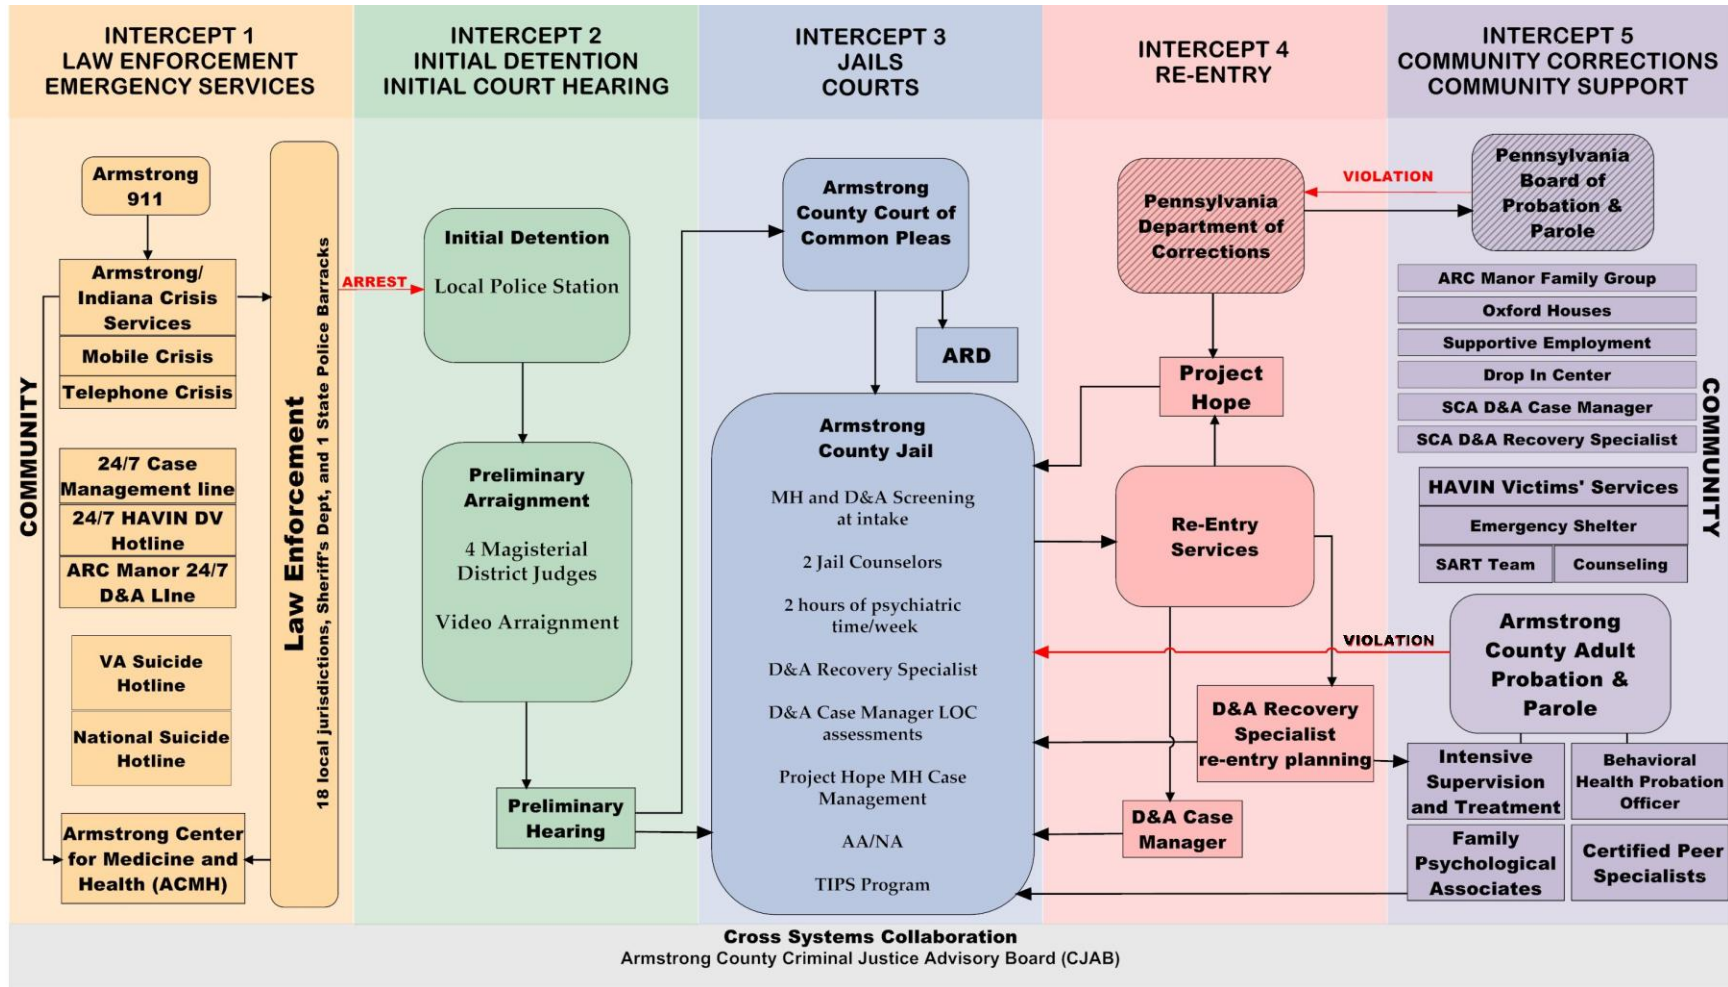 INTERCEPT 1
LAW ENFORCEMENT
EMERGENCY SERVICES
INTERCEPT 2
INITIAL DETENTION
INITIAL COURT HEARING
INTERCEPT 3
JAILS
COURTS
INTERCEPT 4
RE-ENTRY
INTERCEPT 5
COMMUNITY CORRECTIONS
COMMUNITY SUPPORT
COMMUNITY
Armstrong
911
Armstrong/
Indiana Crisis
Services
Mobile Crisis
Telephone Crisis
24/7 Case
Management line
24/7 HAVIN DV
Hotline
ARC Manor 24/7
D&A LIne
VA Suicide
Hotline
National Suicide
Hotline
Armstrong Center
for Medicine and
Health (ACMH)
Law Enforcement
18 local jurisdictions, Sheriff's Dept, and 1 State Police Barracks
ARREST
Initial Detention
Local Police Station
Preliminary
Arraignment
4 Magisterial
District Judges
Video Arraignment
Preliminary
Hearing
Armstrong
County Court of
Common Pleas
ARD
Armstrong
County Jail
MH and D&A Screening
at intake
2 Jail Counselors
2 hours of psychiatric
time/week
D&A Recovery Specialist
D&A Case Manager LOC
assessments
Project Hope MH Case
Management
AA/NA
TIPS Program
Pennsylvania
Department of
Corrections
VIOLATION
Project
Hope
Re-Entry
Services
VIOLATION
D&A Recovery
Specialist
re-entry planning
D&A Case
Manager
Pennsylvania
Board of
Probation &
Parole
ARC Manor Family Group
Oxford Houses
Supportive Employment
Drop In Center
SCA D&A Case Manager
SCA D&A Recovery Specialist
HAVIN Victims' Services
Emergency Shelter
SART Team
Counseling
COMMUNITY
Armstrong
County Adult
Probation &
Parole
Intensive
Supervision
and Treatment
Behavioral
Health Probation
Officer
Family
Psychological
Associates
Certified Peer
Specialists
Cross Systems Collaboration
Armstrong County Criminal Justice Advisory Board (CJAB)